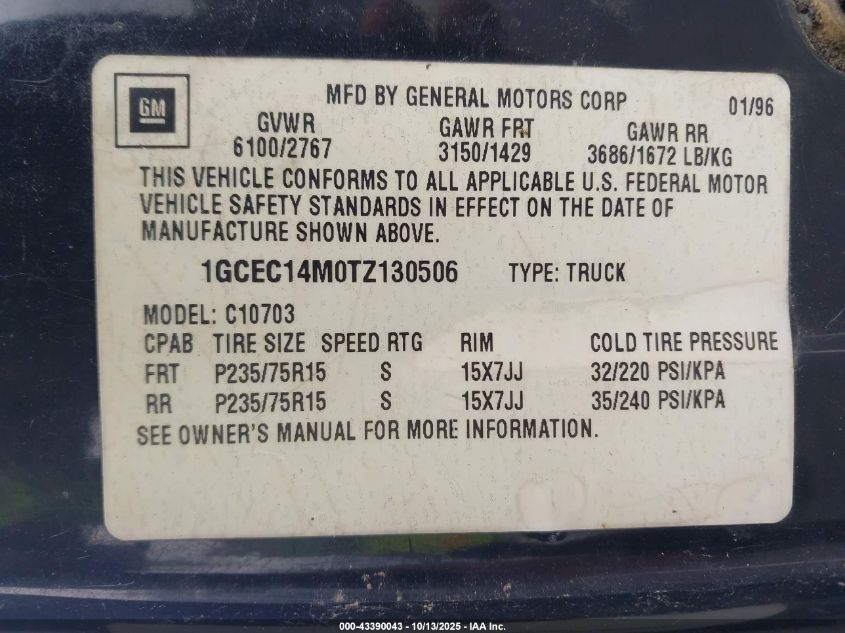 GM
MFD BY GENERAL MOTORS CORP 01/96
GVWR GAWR FRT GAWR RR
6100/2767 3150/1429 3686/1672 LB/KG
THIS VEHICLE CONFORMS TO ALL APPLICABLE U.S. FEDERAL MOTOR
VEHICLE SAFETY STANDARDS IN EFFECT ON THE DATE OF
MANUFACTURE SHOWN ABOVE.
1GCEC14M0TZ130506 TYPE: TRUCK
MODEL: C10703
CPAB TIRE SIZE SPEED RTG RIM COLD TIRE PRESSURE
FRT P235/75R15 S 15X7JJ 32/220 PSI/KPA
RR P235/75R15 S 15X7JJ 35/240 PSI/KPA
SEE OWNER'S MANUAL FOR MORE INFORMATION.
000-43390043 - 10/13/2025 - IAA Inc.